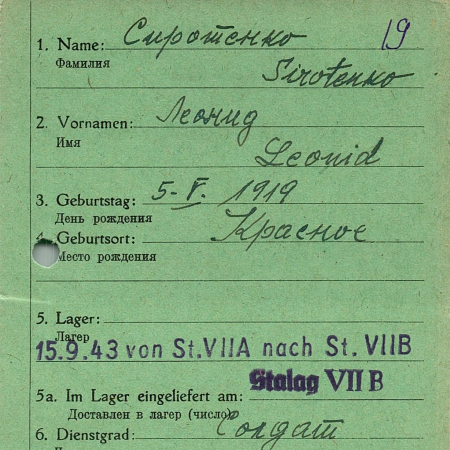 1. Name: Сиротенко 19
Фамилия
Sirotenko
2. Vornamen: Леонид
Имя
Leonid
3. Geburtstag: 5-V. 1919
День рождения
4. Geburtsort: Красное
Место рождения
5. Lager:
Лагерь
15.9.43 von St.VIIA nach St. VIIB
Stalag VII B
5a. Im Lager eingeliefert am:
Доставлен в лагерь (число)
6. Dienstgrad: Солдат